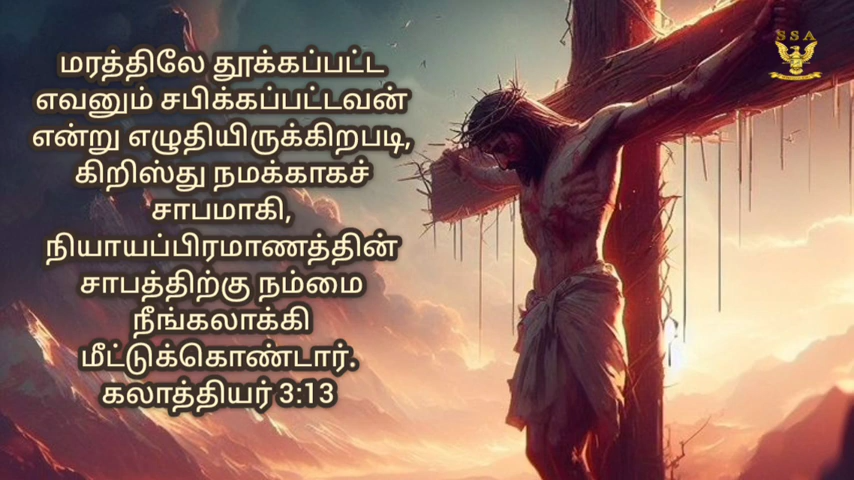 மரத்திலே தூக்கப்பட்ட
எவனும் சபிக்கப்பட்டவன்
என்று எழுதியிருக்கிறபடி,
கிறிஸ்து நமக்காகச்
சாபமாகி,
நியாயப்பிரமாணத்தின்
சாபத்திற்கு நம்மை
நீங்கலாக்கி
மீட்டுக்கொண்டார்.
கலாத்தியர் 3:13
SSA